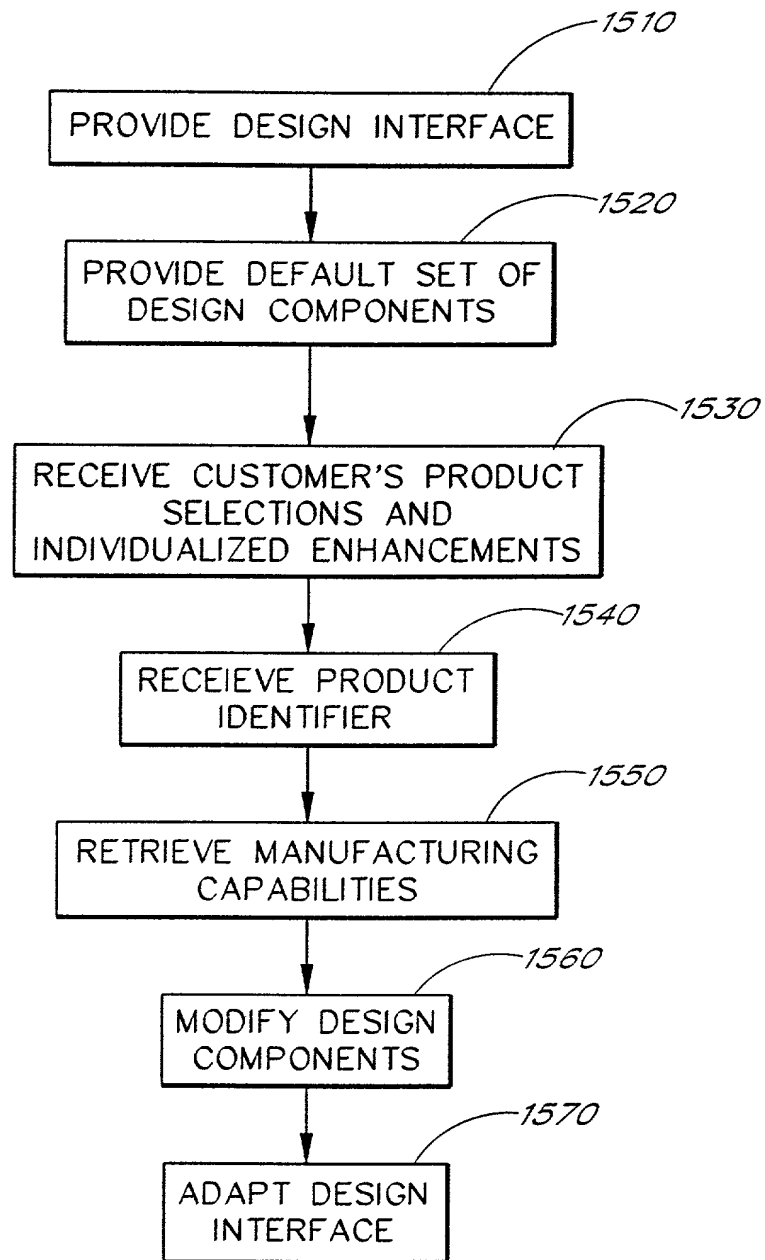 1510
PROVIDE DESIGN INTERFACE
1520
PROVIDE DEFAULT SET OF
DESIGN COMPONENTS
1530
RECEIVE CUSTOMER'S PRODUCT
SELECTIONS AND
INDIVIDUALIZED ENHANCEMENTS
1540
RECEIEVE PRODUCT
IDENTIFIER
1550
RETRIEVE MANUFACTURING
CAPABILITIES
1560
MODIFY DESIGN
COMPONENTS
1570
ADAPT DESIGN
INTERFACE